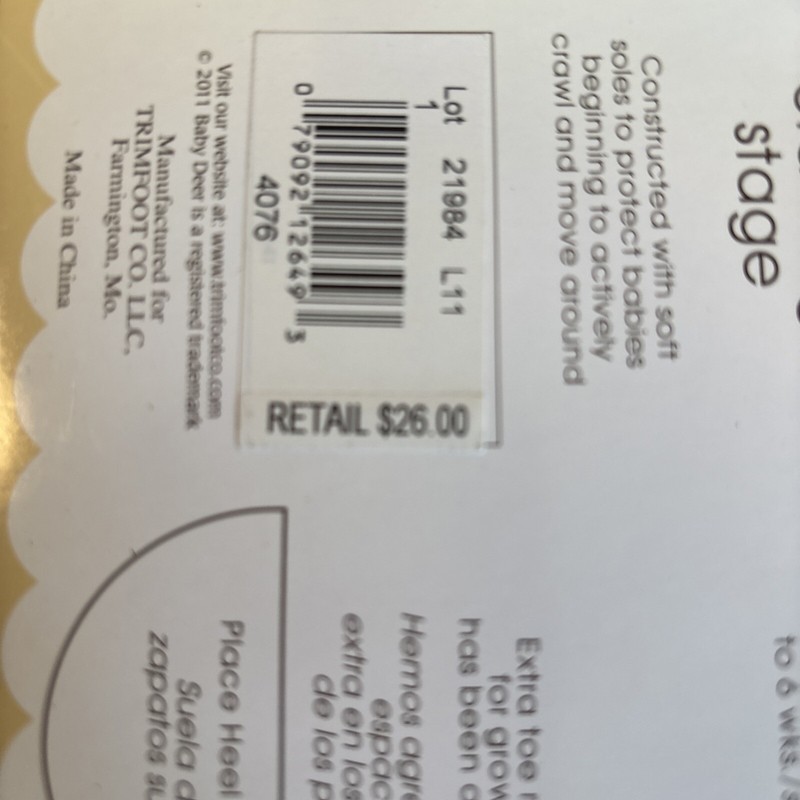 stage
Constructed with soft
soles to protect babies
beginning to actively
crawl and move around
Lot 21984 L11
1
0 79092 12649 3
4076
RETAIL $26.00
Visit our website at: www.trimfootco.com
© 2011 Baby Deer is a registered trademark
Manufactured for
TRIMFOOT CO. LLC.
Farmington, Mo.
Made in China
to 6 wks./
Extra toe
for grow
has been
Hemos agre
espac
extra en los
de los p
Place Heel
Suela d
zapatos su